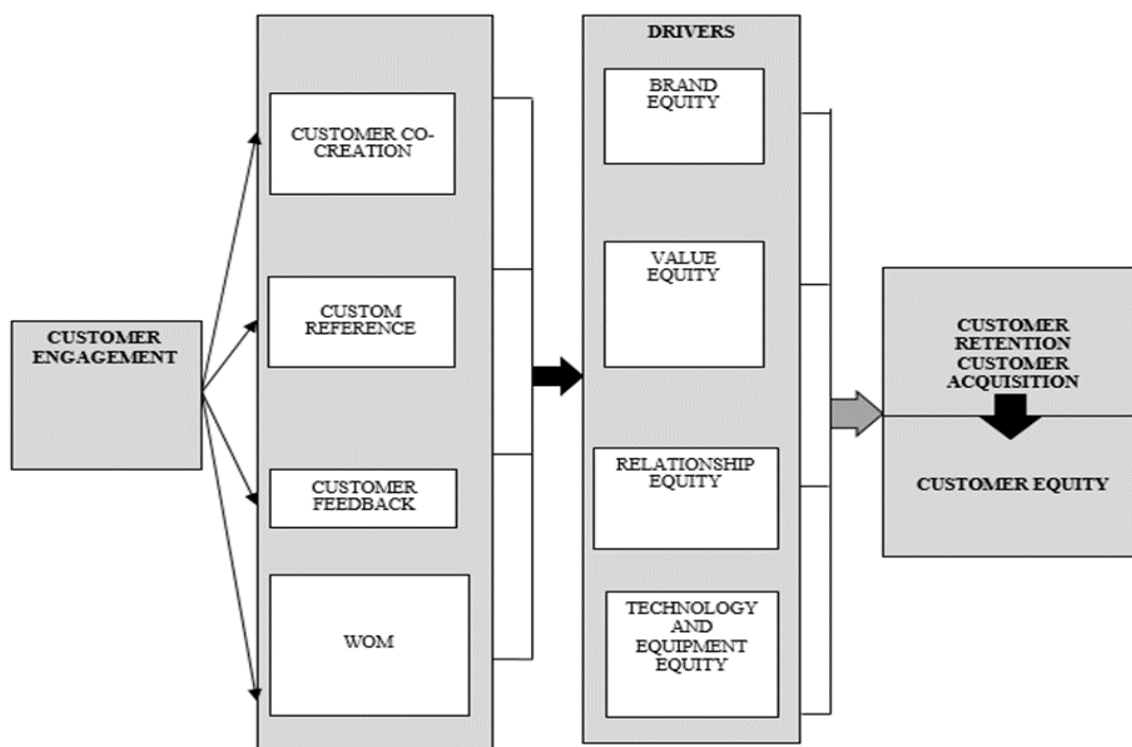 CUSTOMER
ENGAGEMENT
CUSTOMER CO-
CREATION
CUSTOM
REFERENCE
CUSTOMER
FEEDBACK
WOM
DRIVERS
BRAND
EQUITY
VALUE
EQUITY
RELATIONSHIP
EQUITY
TECHNOLOGY
AND
EQUIPMENT
EQUITY
CUSTOMER
RETENTION
CUSTOMER
ACQUISITION
CUSTOMER EQUITY